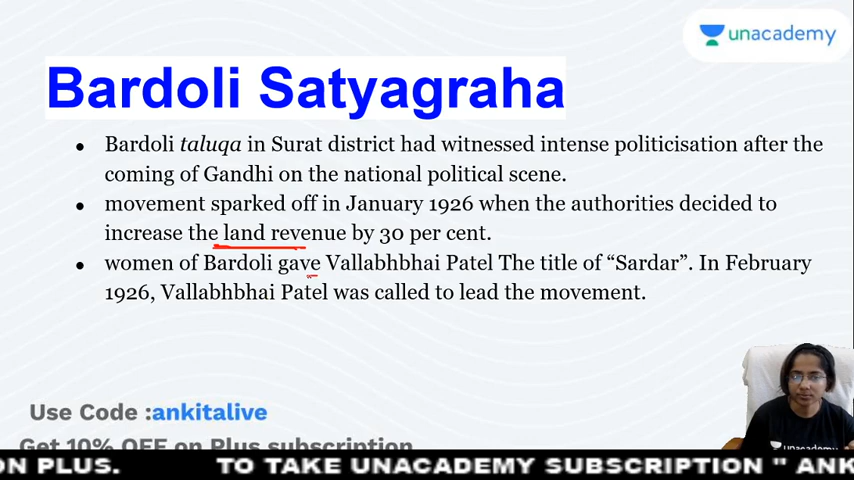 unacademy
Bardoli Satyagraha
● Bardoli taluqa in Surat district had witnessed intense politicisation after the
coming of Gandhi on the national political scene.
● movement sparked off in January 1926 when the authorities decided to
increase the land revenue by 30 per cent.
● women of Bardoli gave Vallabhbhai Patel The title of “Sardar”. In February
1926, Vallabhbhai Patel was called to lead the movement.
Use Code :ankitalive
Get 10% OFF on Plus subscription
unacademy
ON PLUS. TO TAKE UNACADEMY SUBSCRIPTION " ANK